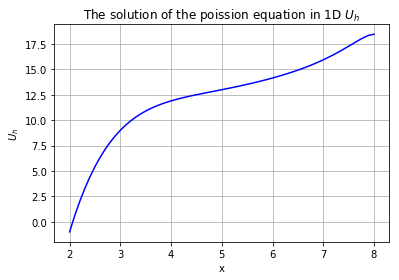 The solution of the poission equation in 1D U_h
17.5
15.0
12.5
10.0
7.5
5.0
2.5
0.0
U_h
2 3 4 5 6 7 8
x